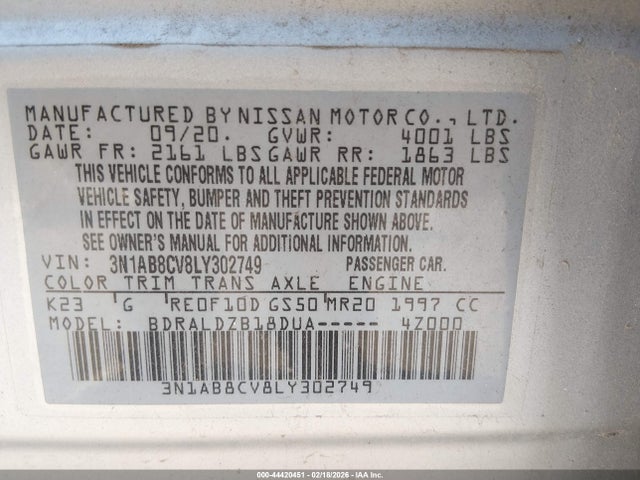 MANUFACTURED BY NISSAN MOTOR CO., LTD.
DATE: 09/20. GVWR: 4001 LBS
GAWR FR: 2161 LBS GAWR RR: 1863 LBS
THIS VEHICLE CONFORMS TO ALL APPLICABLE FEDERAL MOTOR
VEHICLE SAFETY, BUMPER AND THEFT PREVENTION STANDARDS
IN EFFECT ON THE DATE OF MANUFACTURE SHOWN ABOVE.
SEE OWNER'S MANUAL FOR ADDITIONAL INFORMATION.
VIN: 3N1AB8CV8LY302749 PASSENGER CAR.
COLOR TRIM TRANS AXLE ENGINE
K23 G RE0F10D GS50 MR20 1997 CC
MODEL: BDRALDZB18DUA----- 4Z000
3N1AB8CV8LY302749
000-44420451 - 02/18/2026 - Copyright IAA, Inc.